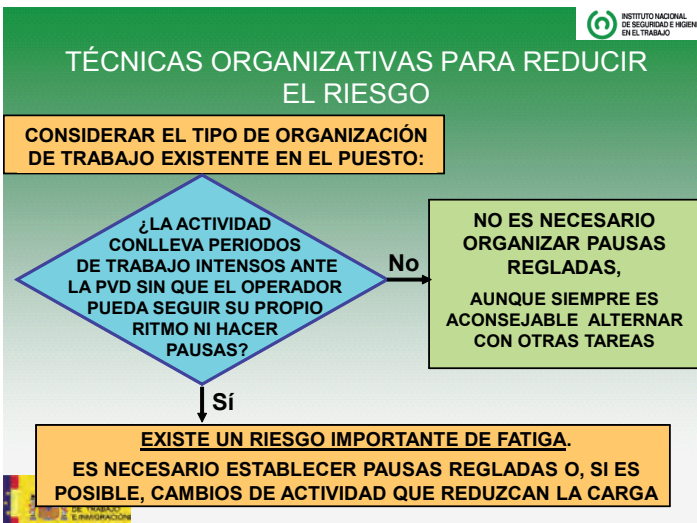 INSTITUTO NACIONAL
DE SEGURIDAD E HIGIENE
EN EL TRABAJO
TÉCNICAS ORGANIZATIVAS PARA REDUCIR
EL RIESGO
CONSIDERAR EL TIPO DE ORGANIZACIÓN
DE TRABAJO EXISTENTE EN EL PUESTO:
¿LA ACTIVIDAD
CONLLEVA PERIODOS
DE TRABAJO INTENSOS ANTE
LA PVD SIN QUE EL OPERADOR
PUEDA SEGUIR SU PROPIO
RITMO NI HACER
PAUSAS?
No
NO ES NECESARIO
ORGANIZAR PAUSAS
REGLADAS,
AUNQUE SIEMPRE ES
ACONSEJABLE ALTERNAR
CON OTRAS TAREAS
Sí
EXISTE UN RIESGO IMPORTANTE DE FATIGA.
ES NECESARIO ESTABLECER PAUSAS REGLADAS O, SI ES
POSIBLE, CAMBIOS DE ACTIVIDAD QUE REDUZCAN LA CARGA
DE TRABAJO
E INMIGRACIÓN